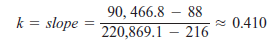 k = slope = 90, 466.8 − 88 / 220,869.1 − 216 ≈ 0.410